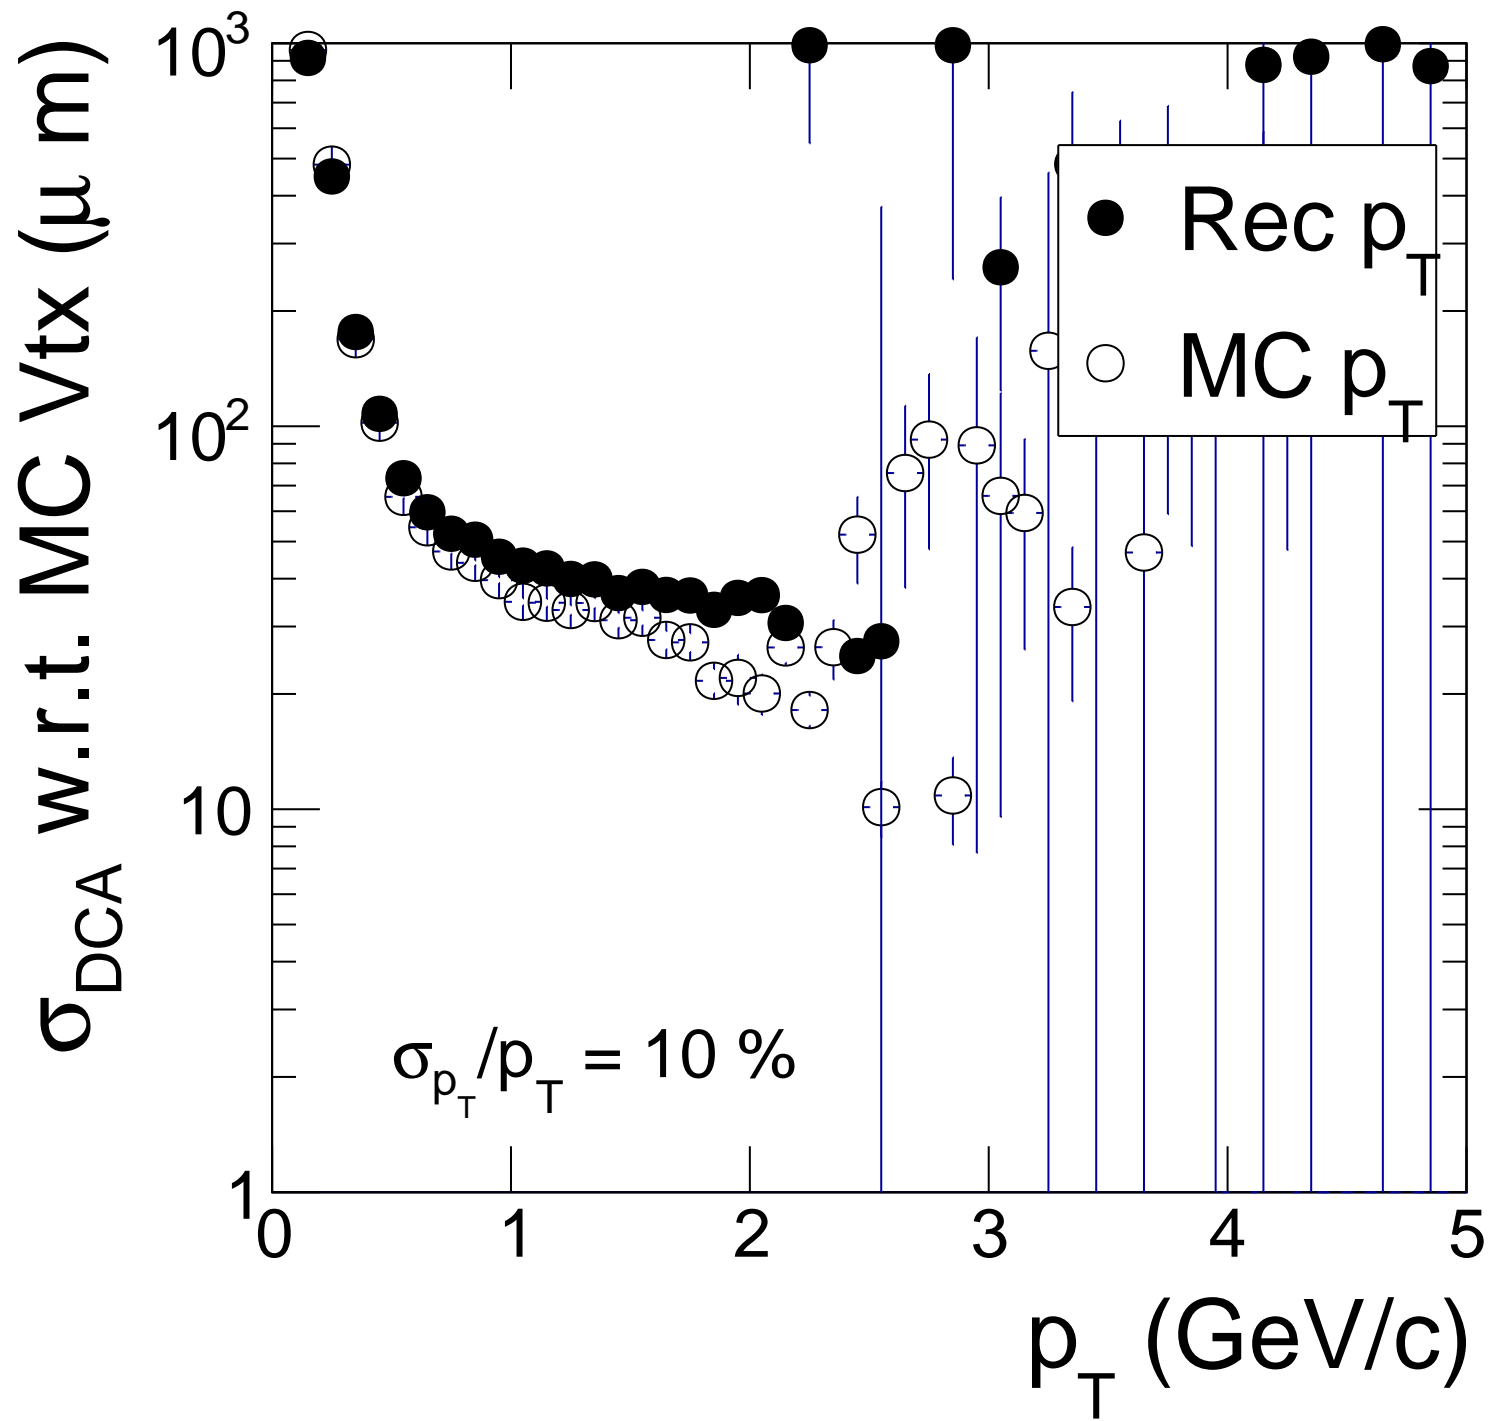 σDCA w.r.t. MC Vtx (μ m)
10³
10²
10
1
Rec pT
MC pT
σpT/pT = 10 %
0 1 2 3 4 5
pT (GeV/c)